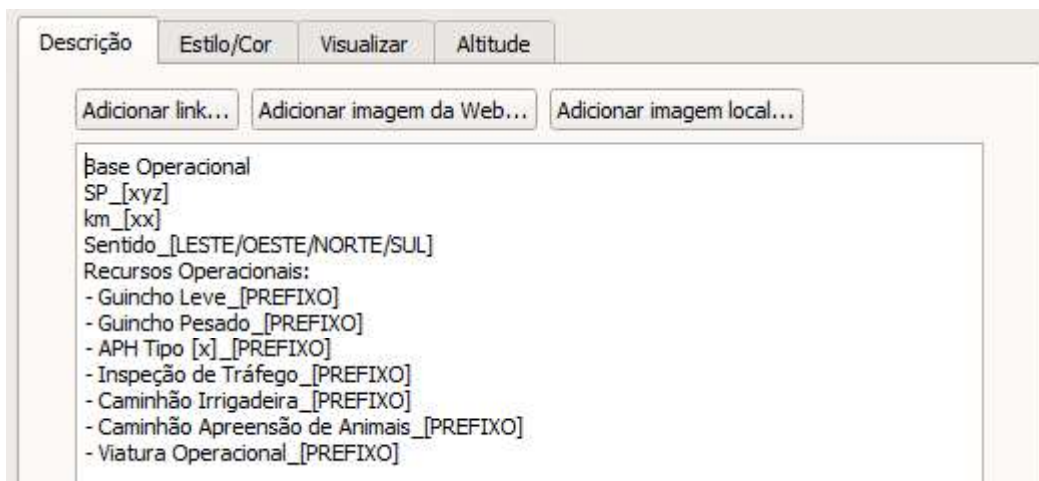 Descrição Estilo/Cor Visualizar Altitude
Adicionar link... Adicionar imagem da Web... Adicionar imagem local...
Base Operacional
SP_[xyz]
km_[xx]
Sentido_[LESTE/OESTE/NORTE/SUL]
Recursos Operacionais:
- Guincho Leve_[PREFIXO]
- Guincho Pesado_[PREFIXO]
- APH Tipo [x]_[PREFIXO]
- Inspeção de Tráfego_[PREFIXO]
- Caminhão Irrigadeira_[PREFIXO]
- Caminhão Apreensão de Animais_[PREFIXO]
- Viatura Operacional_[PREFIXO]